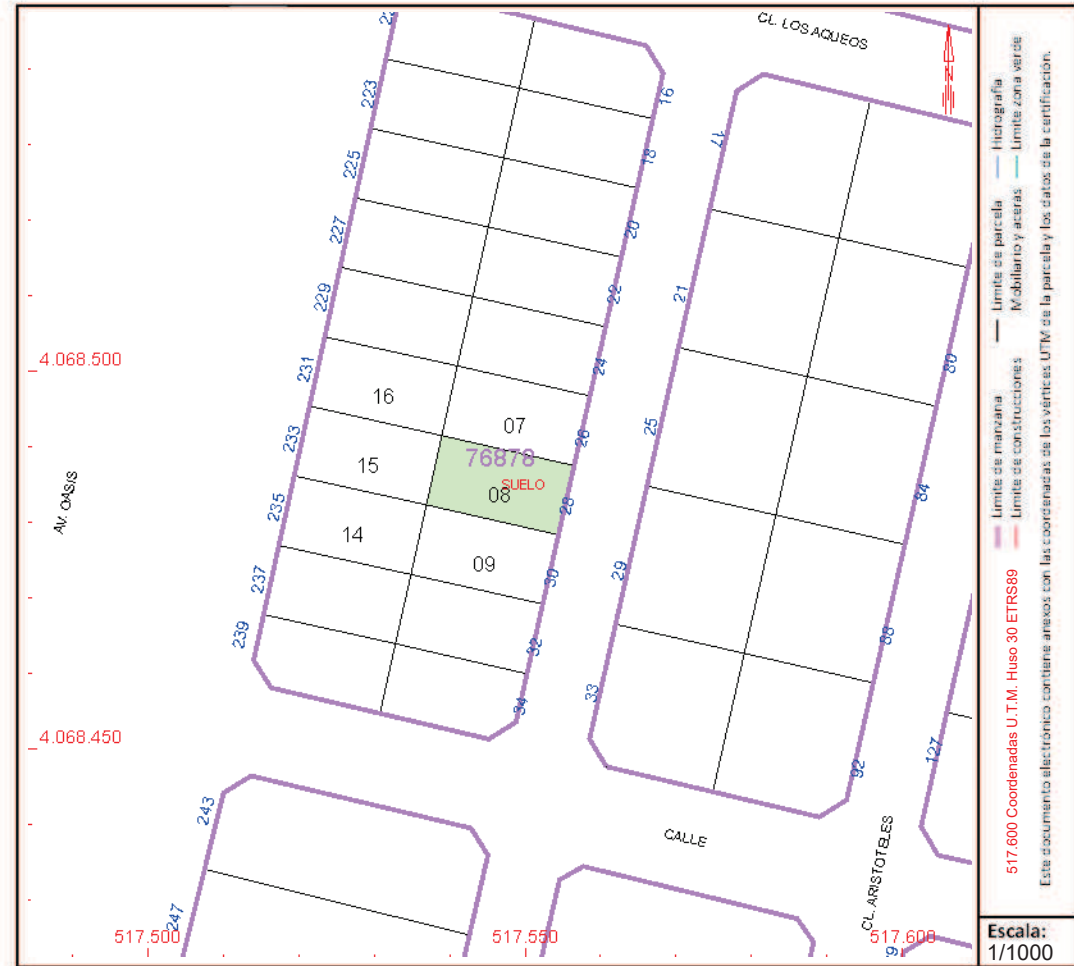 CL. LOS AQUEOS
223
225
227
229
231
233
235
237
239
243
247
16
18
20
22
24
26
28
30
32
34
17
21
25
29
33
80
84
88
92
127
16
07
76878
15
SUELO
08
14
09
4.068.500
4.068.450
AV. OASIS
CALLE
CL. ARISTOTELES
517.500
517.550
517.600
N
Hidrografía
Límite zona verde
Límite de parcela
Mobiliario y aceras
Límite de manzana
Límite de construcciones
517.600 Coordenadas U.T.M. Huso 30 ETRS89
Este documento electrónico contiene anexos con las coordenadas de los vértices UTM de la parcela y los datos de la certificación.
Escala:
1/1000